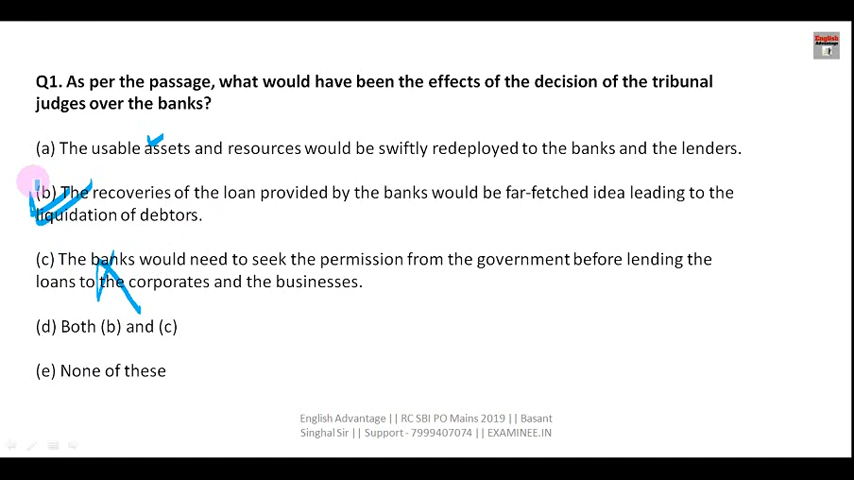 English
Advantage
Q1. As per the passage, what would have been the effects of the decision of the tribunal
judges over the banks?
(a) The usable assets and resources would be swiftly redeployed to the banks and the lenders.
(b) The recoveries of the loan provided by the banks would be far-fetched idea leading to the
liquidation of debtors.
(c) The banks would need to seek the permission from the government before lending the
loans to the corporates and the businesses.
(d) Both (b) and (c)
(e) None of these
English Advantage || RC SBI PO Mains 2019 || Basant
Singhal Sir || Support - 7999407074 || EXAMINEE.IN